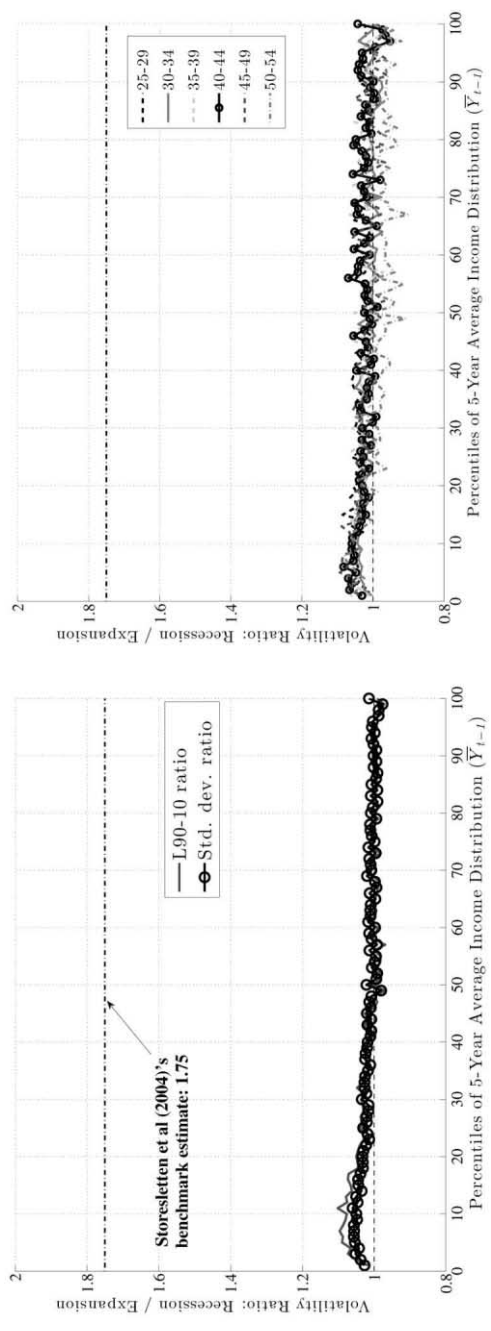 Volatility Ratio: Recession / Expansion
2
1.8
1.6
1.4
1.2
1
0.8
Storesletten et al (2004)'s
benchmark estimate: 1.75
L90-10 ratio
Std. dev. ratio
0 10 20 30 40 50 60 70 80 90 100
Percentiles of 5-Year Average Income Distribution (Y̅t−1)
Volatility Ratio: Recession / Expansion
2
1.8
1.6
1.4
1.2
1
0.8
25-29
30-34
35-39
40-44
45-49
50-54
0 10 20 30 40 50 60 70 80 90 100
Percentiles of 5-Year Average Income Distribution (Y̅t−1)